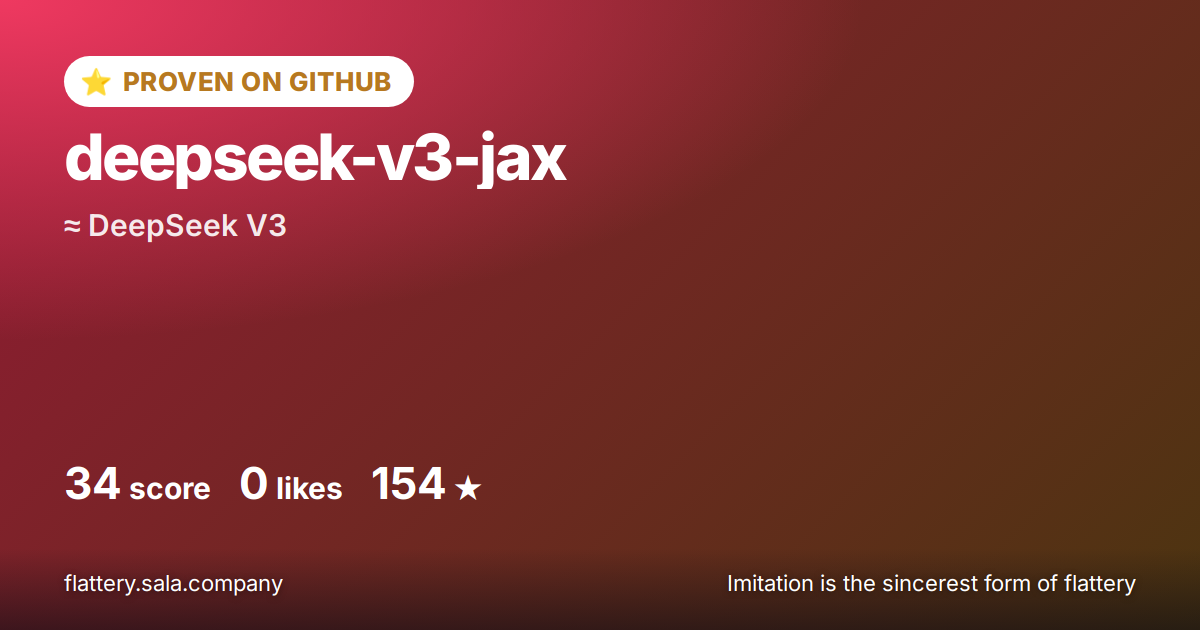 ⭐ PROVEN ON GITHUB
deepseek-v3-jax
≈ DeepSeek V3
34 score 0 likes 154 ★
flattery.sala.company
Imitation is the sincerest form of flattery